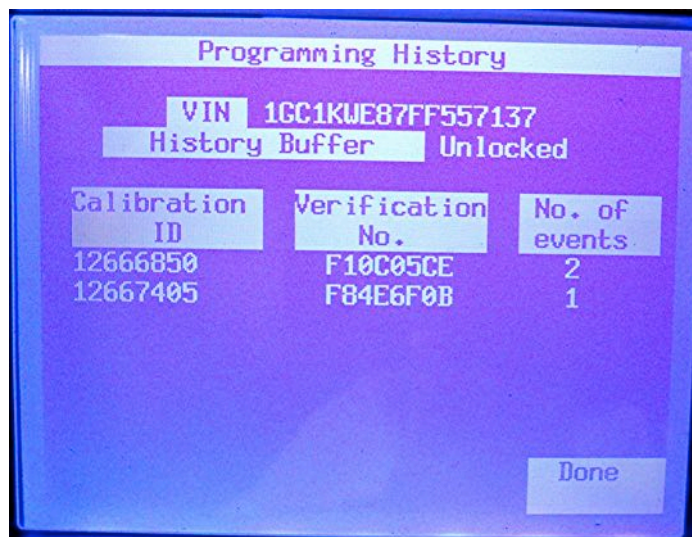 Programming History
VIN 1GC1KWE87FF557137
History Buffer Unlocked
Calibration ID Verification No. No. of events
12666850 F10C05CE 2
12667405 F84E6F0B 1
Done